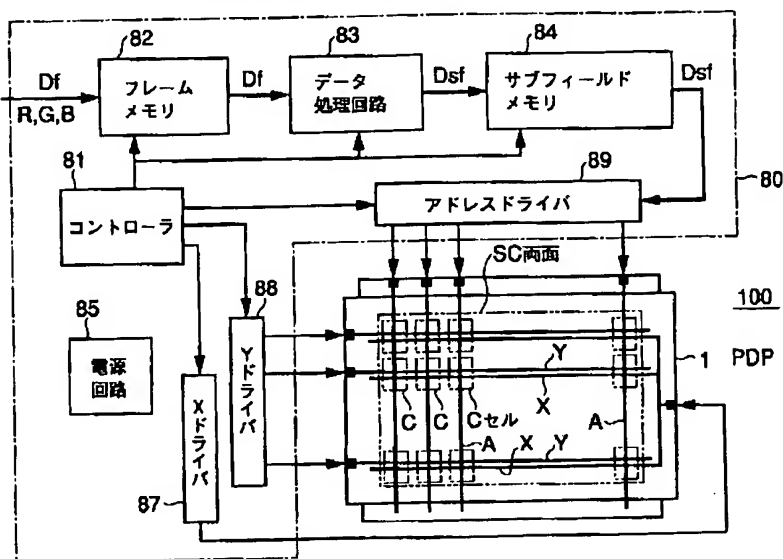 82
83
84
Df
フレーム
メモリ
Df
データ
処理回路
Dsf
サブフィールド
メモリ
Dsf
R,G,B
81
コントローラ
89
アドレスドライバ
80
SC両面
100
88
85
電源
回路
Yドライバ
Xドライバ
87
Y
X
1
PDP
C
C
Cセル
A
A
Y
X